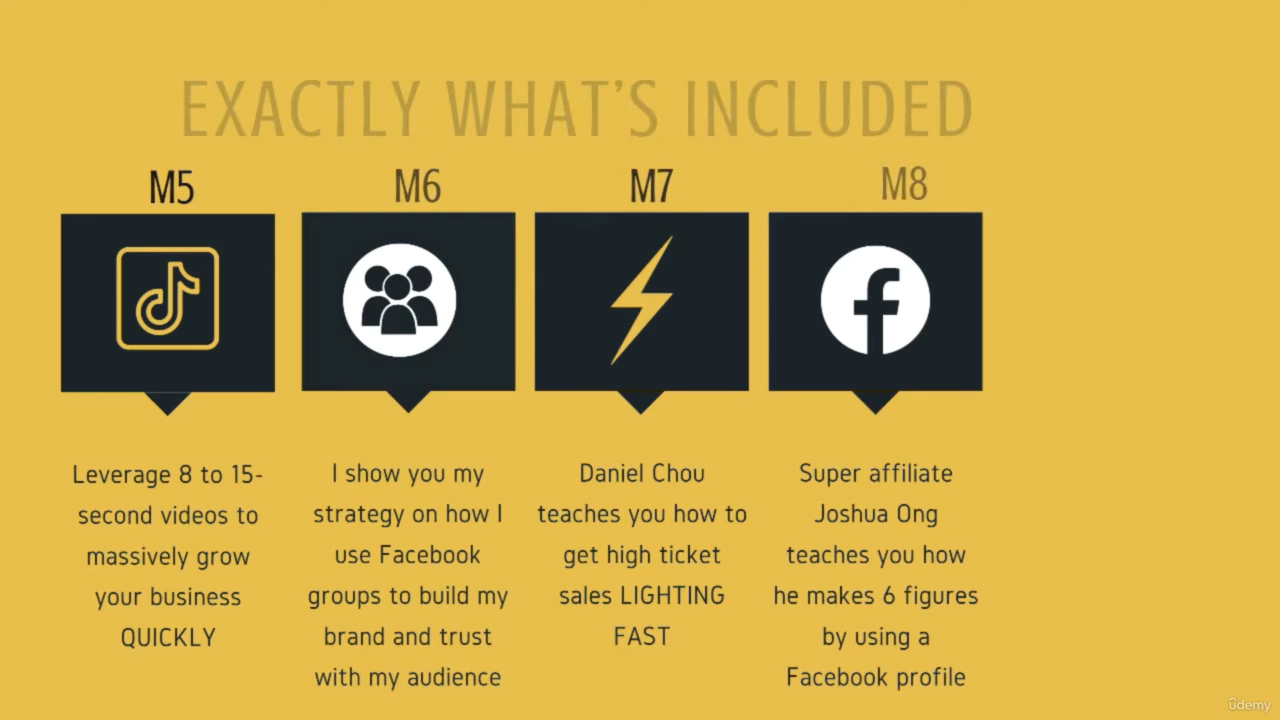 EXACTLY WHAT'S INCLUDED
M5
Leverage 8 to 15-
second videos to
massively grow
your business
QUICKLY
M6
I show you my
strategy on how I
use Facebook
groups to build my
brand and trust
with my audience
M7
Daniel Chou
teaches you how to
get high ticket
sales LIGHTING
FAST
M8
Super affiliate
Joshua Ong
teaches you how
he makes 6 figures
by using a
Facebook profile
ûdemy